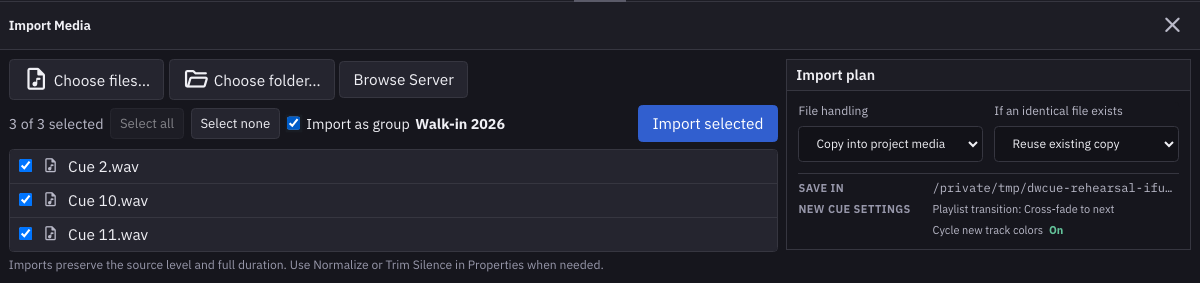 Import Media
Choose files...
Choose folder...
Browse Server
3 of 3 selected
Select all
Select none
Import as group Walk-in 2026
Import selected
Cue 2.wav
Cue 10.wav
Cue 11.wav
Imports preserve the source level and full duration. Use Normalize or Trim Silence in Properties when needed.
Import plan
File handling
Copy into project media
If an identical file exists
Reuse existing copy
SAVE IN /private/tmp/dwcue-rehearsal-ifu…
NEW CUE SETTINGS Playlist transition: Cross-fade to next
Cycle new track colors On